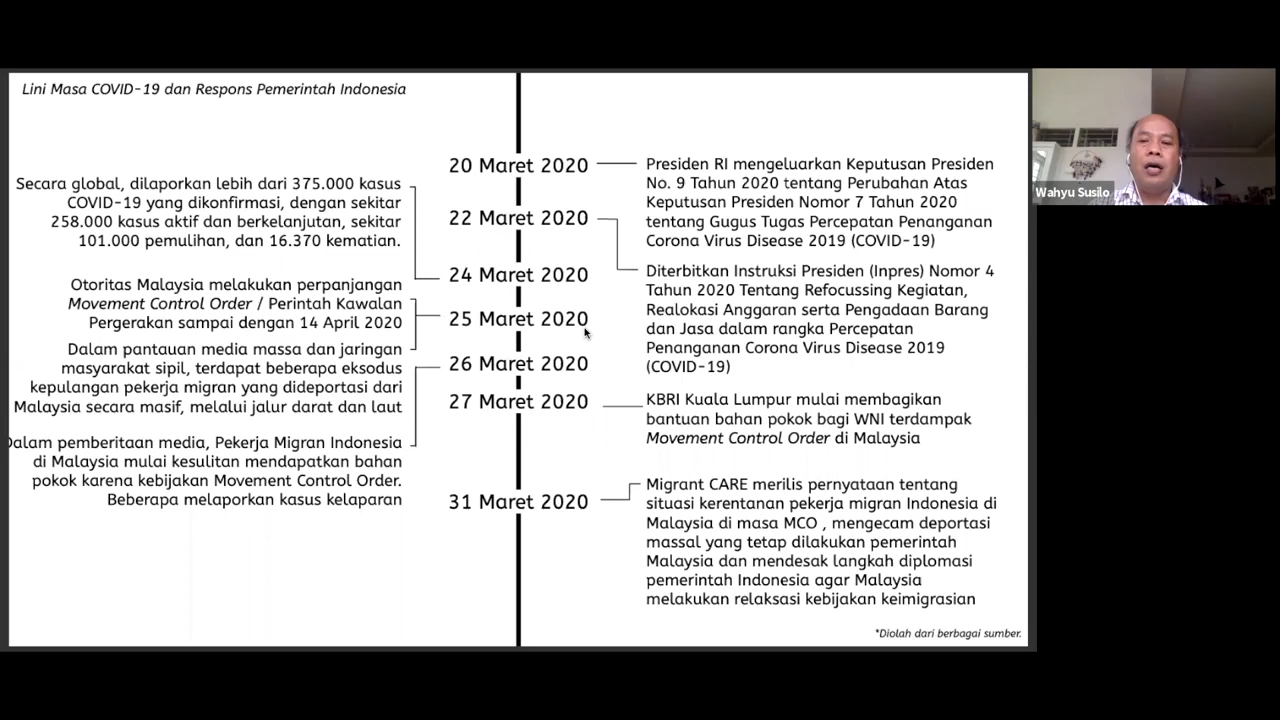 Lini Masa COVID-19 dan Respons Pemerintah Indonesia
20 Maret 2020
Presiden RI mengeluarkan Keputusan Presiden
No. 9 Tahun 2020 tentang Perubahan Atas
Keputusan Presiden Nomor 7 Tahun 2020
tentang Gugus Tugas Percepatan Penanganan
Corona Virus Disease 2019 (COVID-19)
22 Maret 2020
Diterbitkan Instruksi Presiden (Inpres) Nomor 4
Tahun 2020 Tentang Refocussing Kegiatan,
Realokasi Anggaran serta Pengadaan Barang
dan Jasa dalam rangka Percepatan
Penanganan Corona Virus Disease 2019
(COVID-19)
Secara global, dilaporkan lebih dari 375.000 kasus
COVID-19 yang dikonfirmasi, dengan sekitar
258.000 kasus aktif dan berkelanjutan, sekitar
101.000 pemulihan, dan 16.370 kematian.
24 Maret 2020
Otoritas Malaysia melakukan perpanjangan
Movement Control Order / Perintah Kawalan
Pergerakan sampai dengan 14 April 2020
25 Maret 2020
Dalam pantauan media massa dan jaringan
masyarakat sipil, terdapat beberapa eksodus
kepulangan pekerja migran yang dideportasi dari
Malaysia secara masif, melalui jalur darat dan laut
26 Maret 2020
Dalam pemberitaan media, Pekerja Migran Indonesia
di Malaysia mulai kesulitan mendapatkan bahan
pokok karena kebijakan Movement Control Order.
Beberapa melaporkan kasus kelaparan
27 Maret 2020
KBRI Kuala Lumpur mulai membagikan
bantuan bahan pokok bagi WNI terdampak
Movement Control Order di Malaysia
31 Maret 2020
Migrant CARE merilis pernyataan tentang
situasi kerentanan pekerja migran Indonesia di
Malaysia di masa MCO , mengecam deportasi
massal yang tetap dilakukan pemerintah
Malaysia dan mendesak langkah diplomasi
pemerintah Indonesia agar Malaysia
melakukan relaksasi kebijakan keimigrasian
*Diolah dari berbagai sumber.
Wahyu Susilo